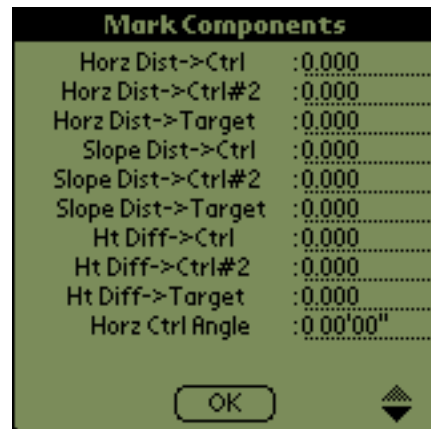 Mark Components
Horz Dist->Ctrl :0.000
Horz Dist->Ctrl#2 :0.000
Horz Dist->Target :0.000
Slope Dist->Ctrl :0.000
Slope Dist->Ctrl#2 :0.000
Slope Dist->Target :0.000
Ht Diff->Ctrl :0.000
Ht Diff->Ctrl#2 :0.000
Ht Diff->Target :0.000
Horz Ctrl Angle :0 00'00"
OK